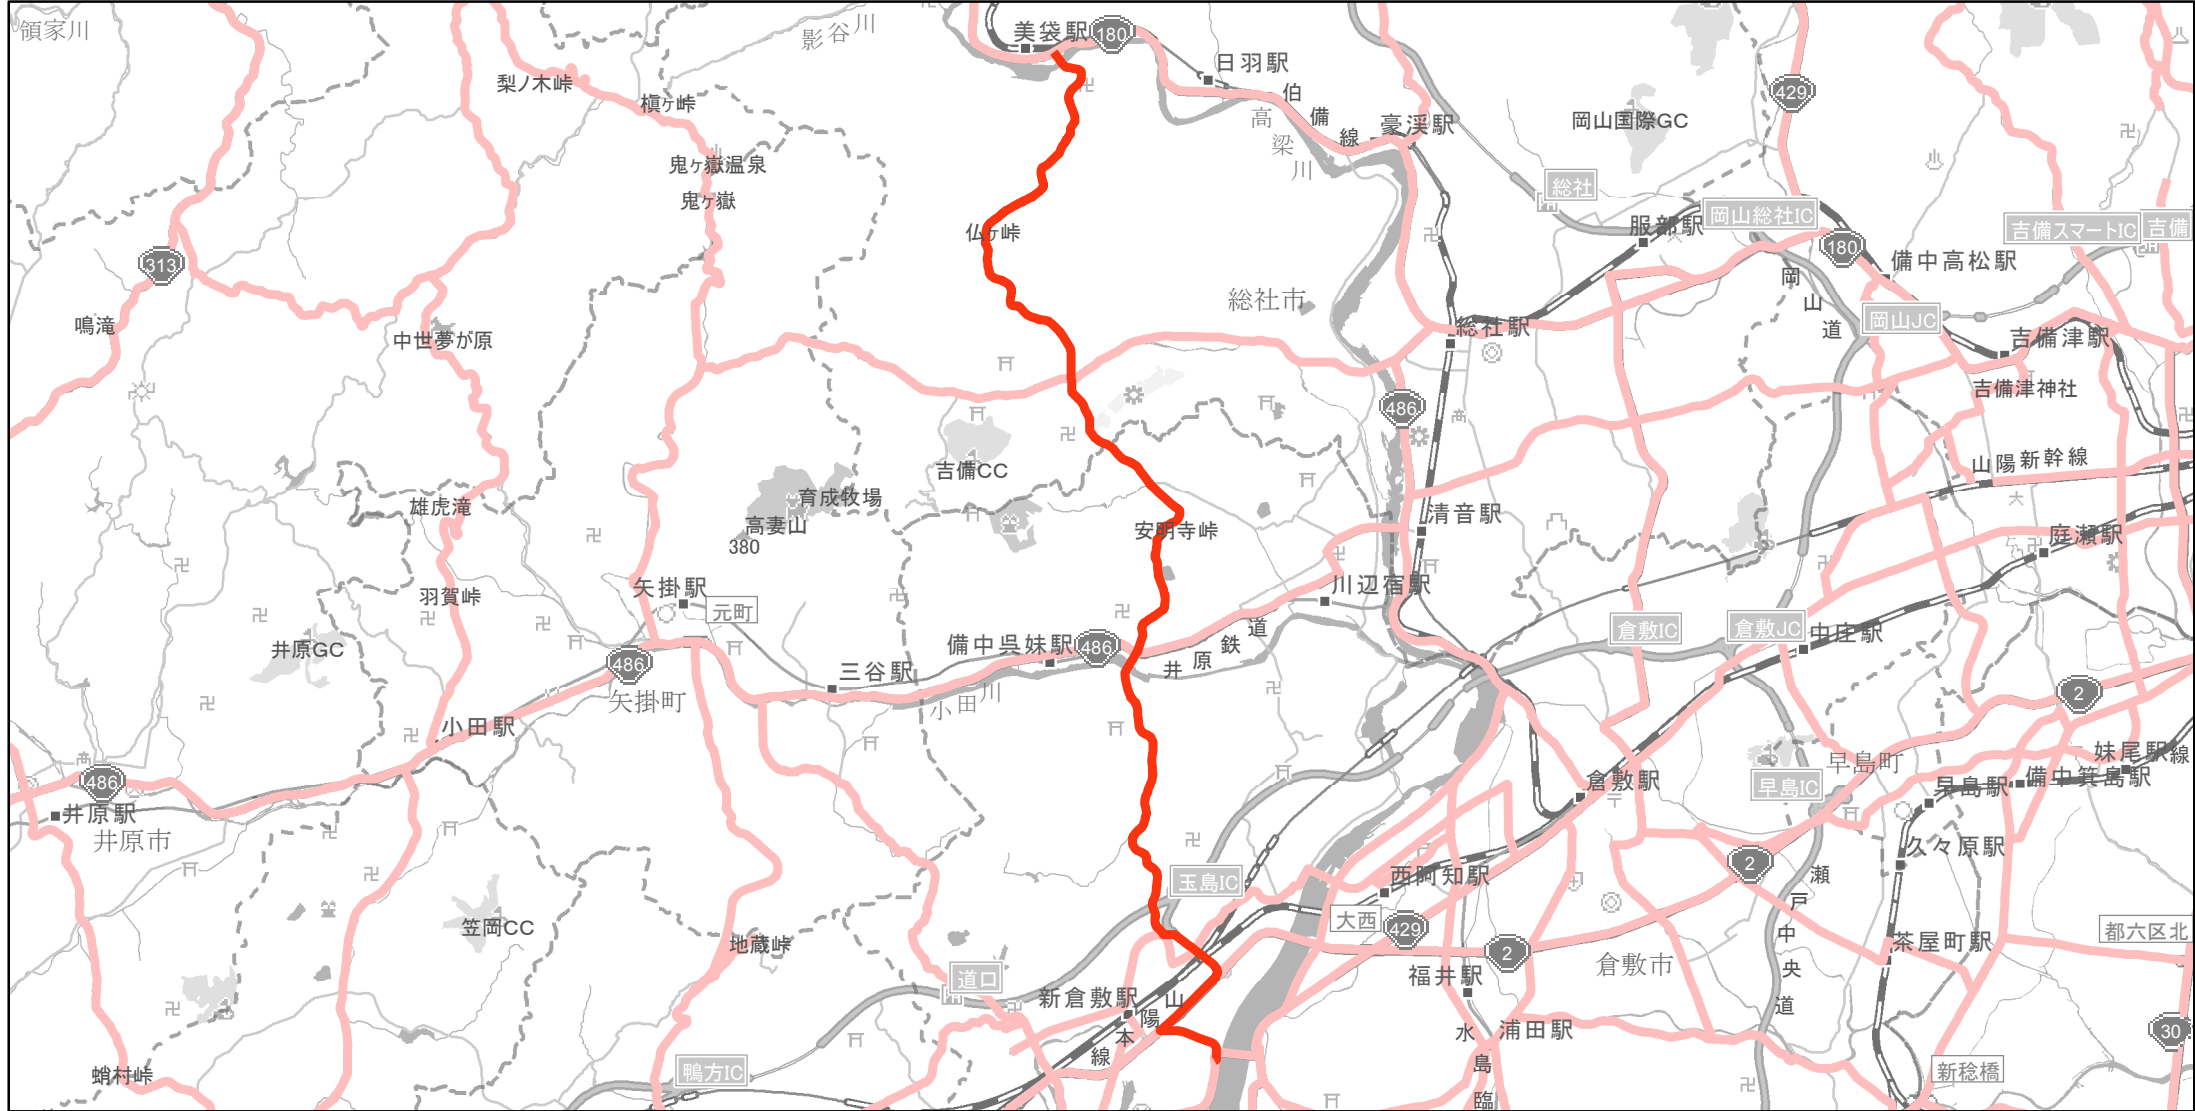 領家川
影谷川
美袋駅
180
日羽駅
梨ノ木峠
槇ヶ峠
伯備線
高梁川
豪渓駅
岡山国際GC
429
鬼ヶ嶽温泉
鬼ヶ嶽
総社
岡山総社IC
服部駅
吉備スマートIC
吉備
仏ヶ峠
313
180
備中高松駅
岡山道
総社市
鳴滝
中世夢が原
総社駅
岡山JC
吉備津駅
吉備津神社
486
吉備CC
山陽新幹線
育成牧場
高妻山
380
雄虎滝
清音駅
安明寺峠
庭瀬駅
矢掛駅
元町
羽賀峠
川辺宿駅
倉敷IC
倉敷JC
中庄駅
井原GC
486
備中呉妹駅
486
井原鉄道
三谷駅
小田川
矢掛町
2
小田駅
早島町
妹尾駅
線
486
倉敷駅
早島IC
早島駅
備中箕島駅
井原駅
井原市
久々原駅
2
瀬戸中央道
玉島IC
西阿知駅
大西
429
笠岡CC
地蔵峠
2
都六区北
茶屋町駅
倉敷市
道口
福井駅
新倉敷駅
山陽本線
水島臨
浦田駅
30
蛸村峠
鴨方IC
新稔橋